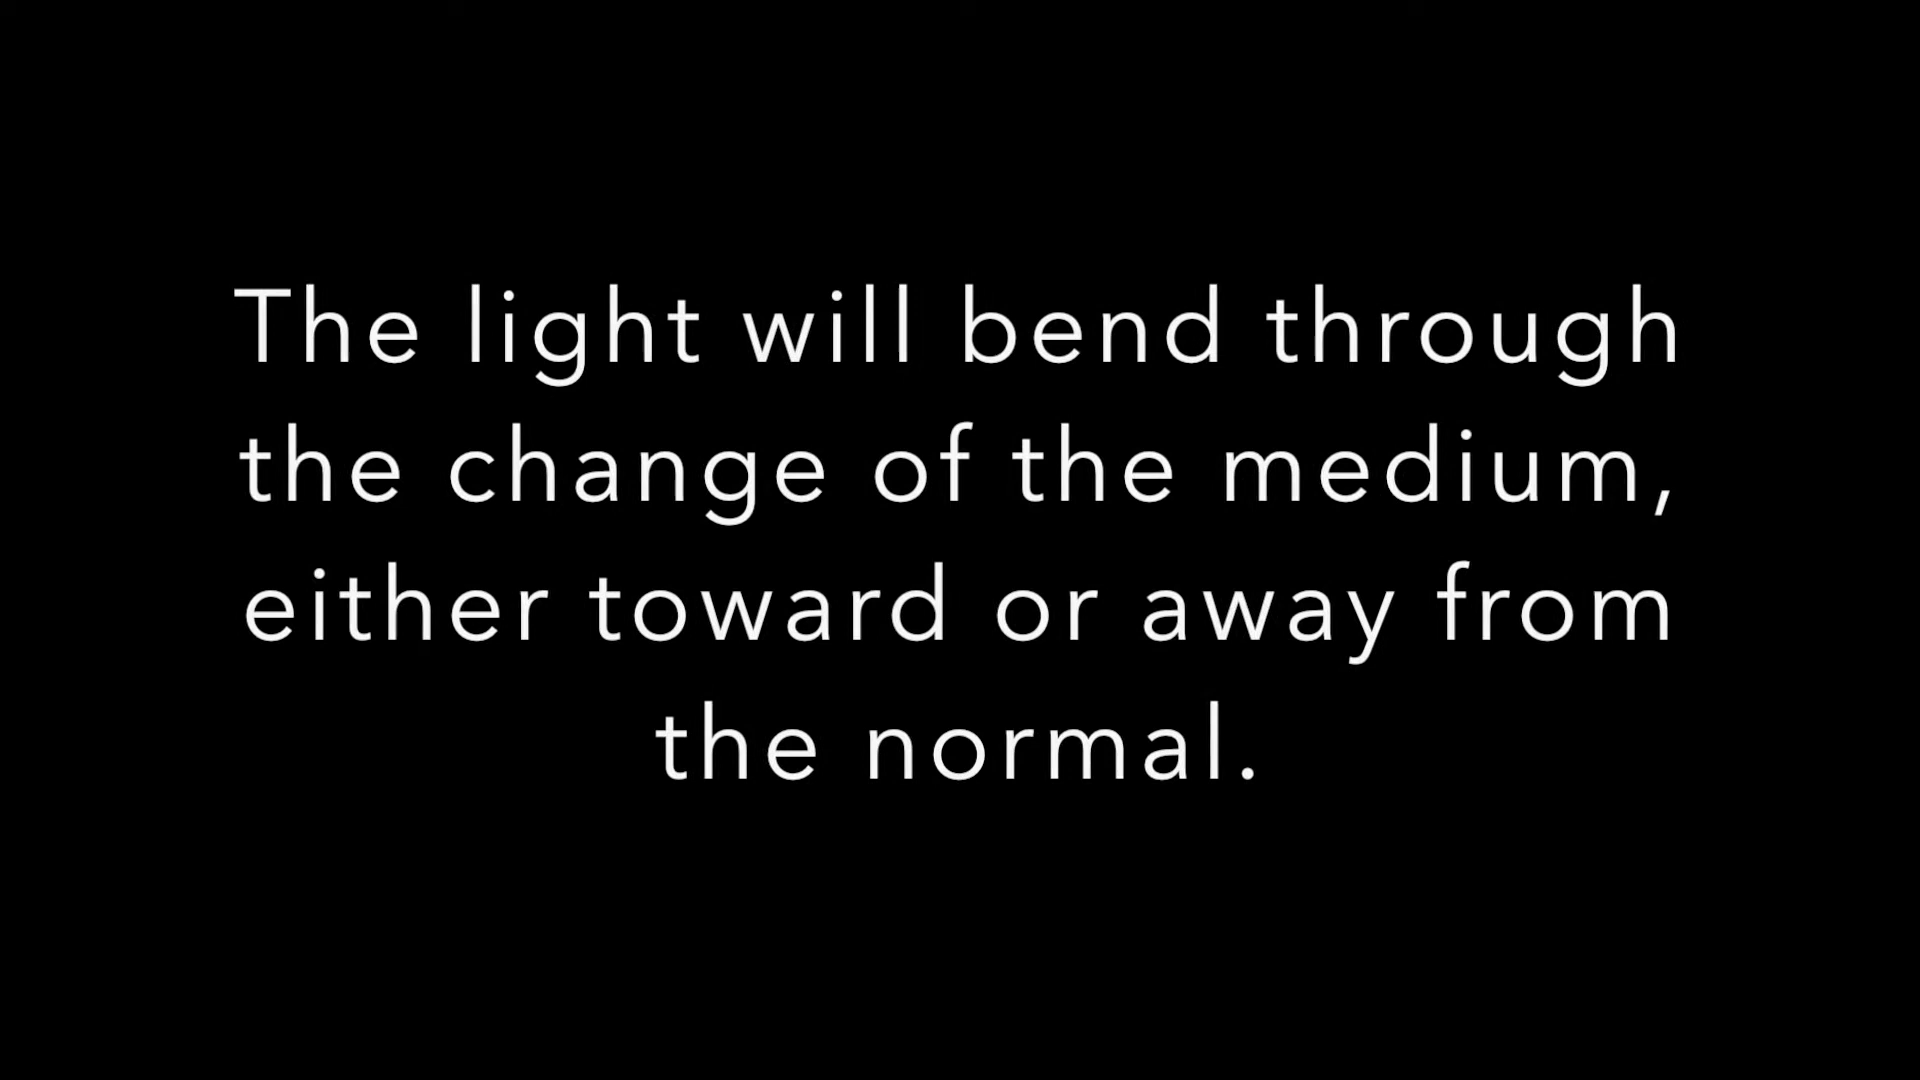 The light will bend through
the change of the medium,
either toward or away from
the normal.